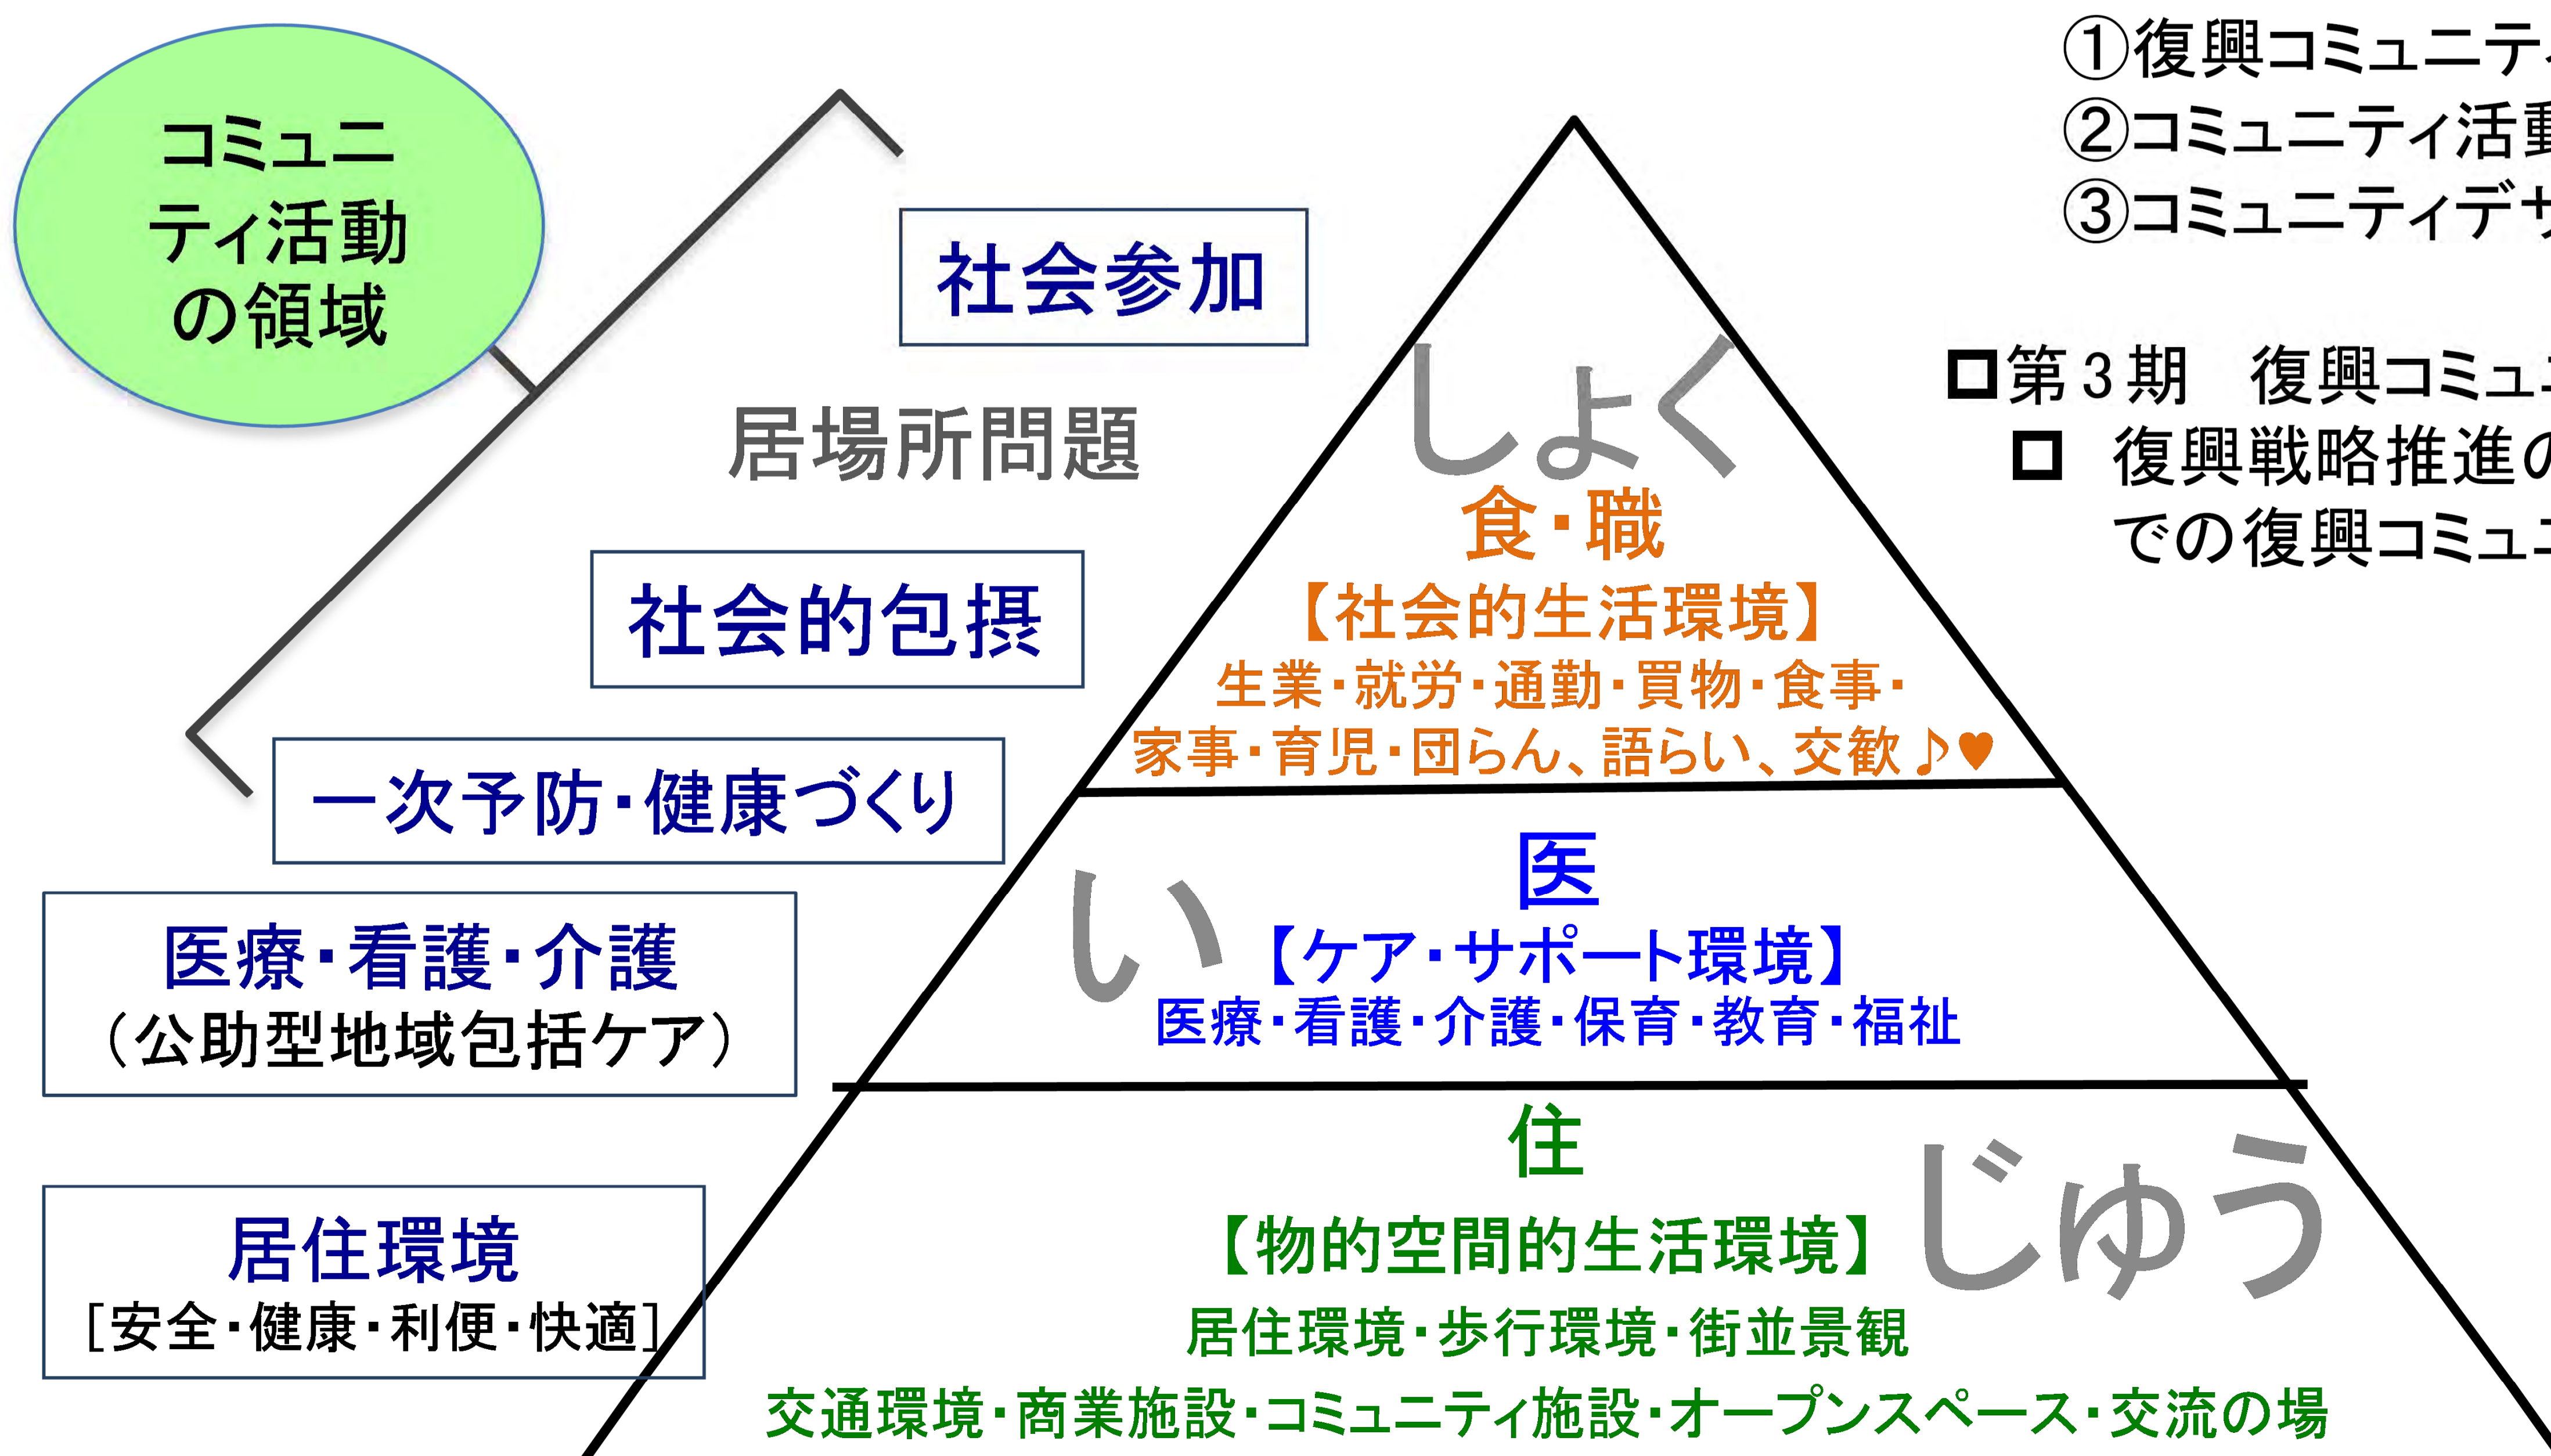 コミュニ
ティ活動
の領域
社会参加
居場所問題
社会的包摂
一次予防・健康づくり
医療・看護・介護
（公助型地域包括ケア）
居住環境
［安全・健康・利便・快適］
しょく
食・職
【社会的生活環境】
生業・就労・通勤・買物・食事・
家事・育児・団らん、語らい、交歓♪♥
い
医
【ケア・サポート環境】
医療・看護・介護・保育・教育・福祉
住
じゅう
【物的空間的生活環境】
居住環境・歩行環境・街並景観
交通環境・商業施設・コミュニティ施設・オープンスペース・交流の場
①復興コミュニテ
②コミュニティ活
③コミュニティデ
第3期　復興コミュ
復興戦略推進
での復興コミュ